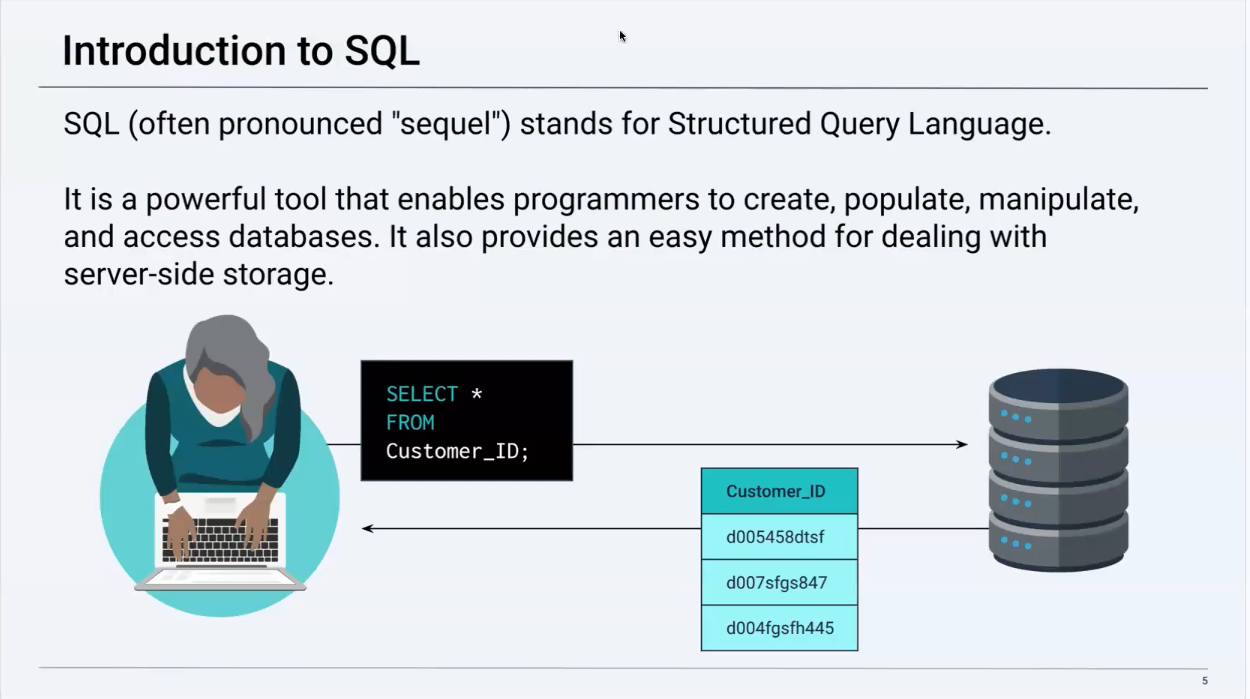 Introduction to SQL
SQL (often pronounced "sequel") stands for Structured Query Language.
It is a powerful tool that enables programmers to create, populate, manipulate,
and access databases. It also provides an easy method for dealing with
server-side storage.
SELECT *
FROM
Customer_ID;
Customer_ID
d005458dtsf
d007sfgs847
d004fgsfh445
5